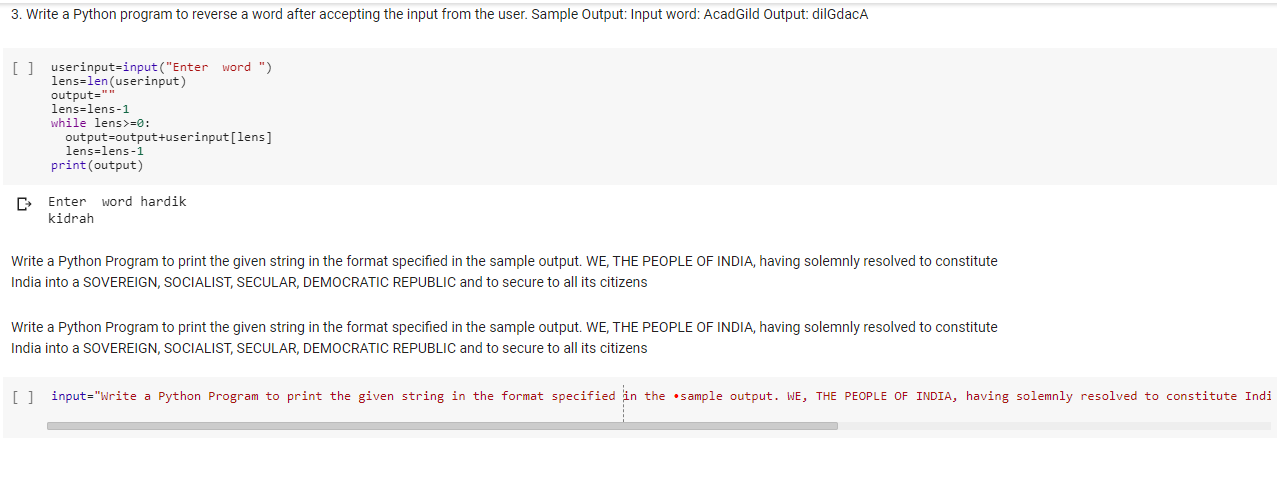 3. Write a Python program to reverse a word after accepting the input from the user. Sample Output: Input word: AcadGild Output: dilGdacA
[ ] userinput=input("Enter  word ")
lens=len(userinput)
output=""
lens=lens-1
while lens>=0:
  output=output+userinput[lens]
  lens=lens-1
print(output)
Enter  word hardik
kidrah
Write a Python Program to print the given string in the format specified in the sample output. WE, THE PEOPLE OF INDIA, having solemnly resolved to constitute
India into a SOVEREIGN, SOCIALIST, SECULAR, DEMOCRATIC REPUBLIC and to secure to all its citizens
Write a Python Program to print the given string in the format specified in the sample output. WE, THE PEOPLE OF INDIA, having solemnly resolved to constitute
India into a SOVEREIGN, SOCIALIST, SECULAR, DEMOCRATIC REPUBLIC and to secure to all its citizens
[ ] input="Write a Python Program to print the given string in the format specified in the •sample output. WE, THE PEOPLE OF INDIA, having solemnly resolved to constitute Indi